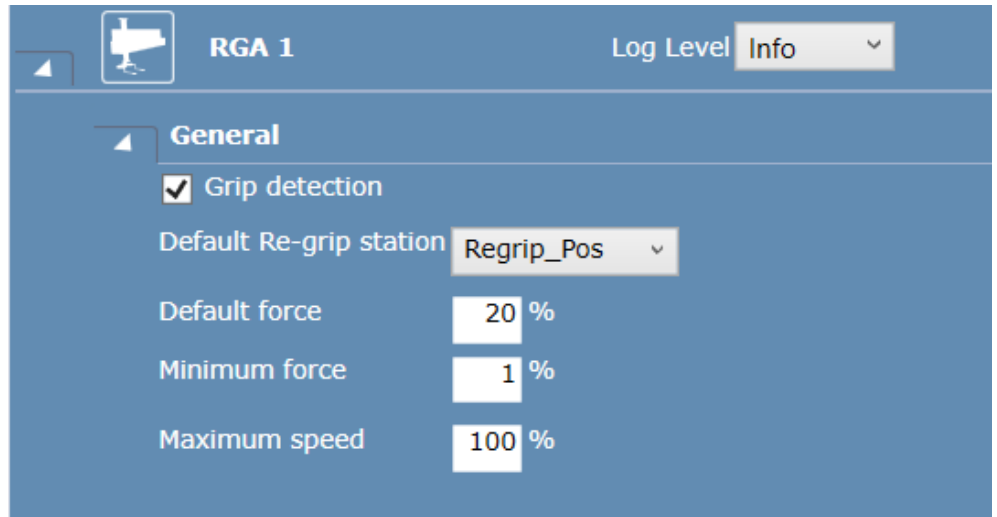 RGA 1 Log Level Info
General
Grip detection
Default Re-grip station Regrip_Pos
Default force 20 %
Minimum force 1 %
Maximum speed 100 %